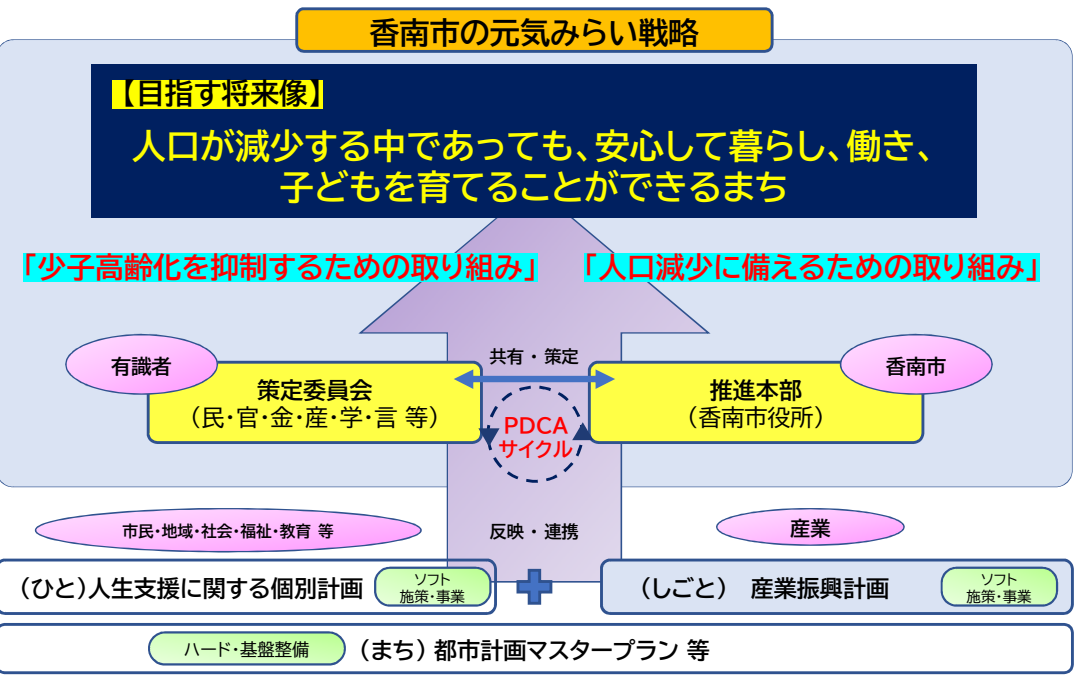 香南市の元気みらい戦略
【目指す将来像】
人口が減少する中であっても、安心して暮らし、働き、
子どもを育てることができるまち
「少子高齢化を抑制するための取り組み」
「人口減少に備えるための取り組み」
有識者
策定委員会
（民・官・金・産・学・言 等）
共有 ・ 策定
香南市
推進本部
（香南市役所）
PDCA
サイクル
市民・地域・社会・福祉・教育 等
反映 ・ 連携
産業
（ひと）人生支援に関する個別計画
ソフト
施策・事業
（しごと） 産業振興計画
ソフト
施策・事業
ハード・基盤整備
（まち） 都市計画マスタープラン 等